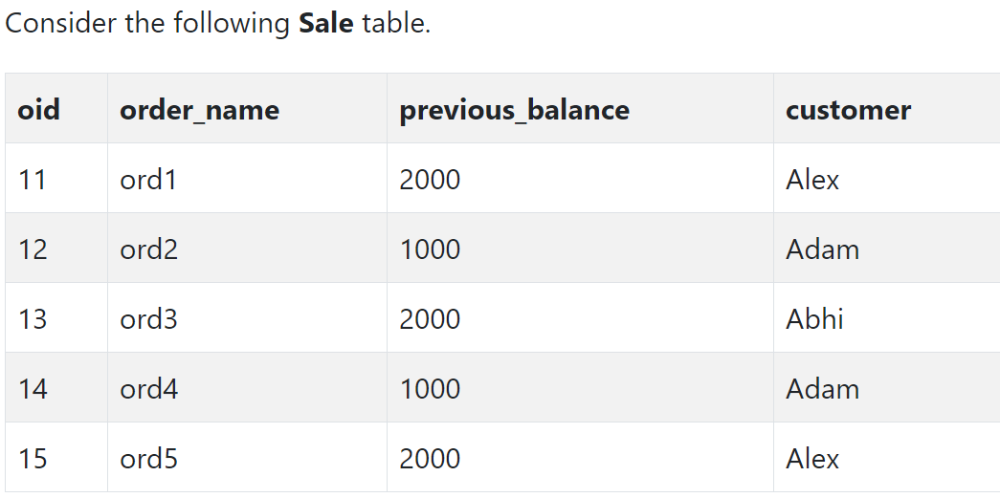 Consider the following Sale table.
oid order_name previous_balance customer
11 ord1 2000 Alex
12 ord2 1000 Adam
13 ord3 2000 Abhi
14 ord4 1000 Adam
15 ord5 2000 Alex